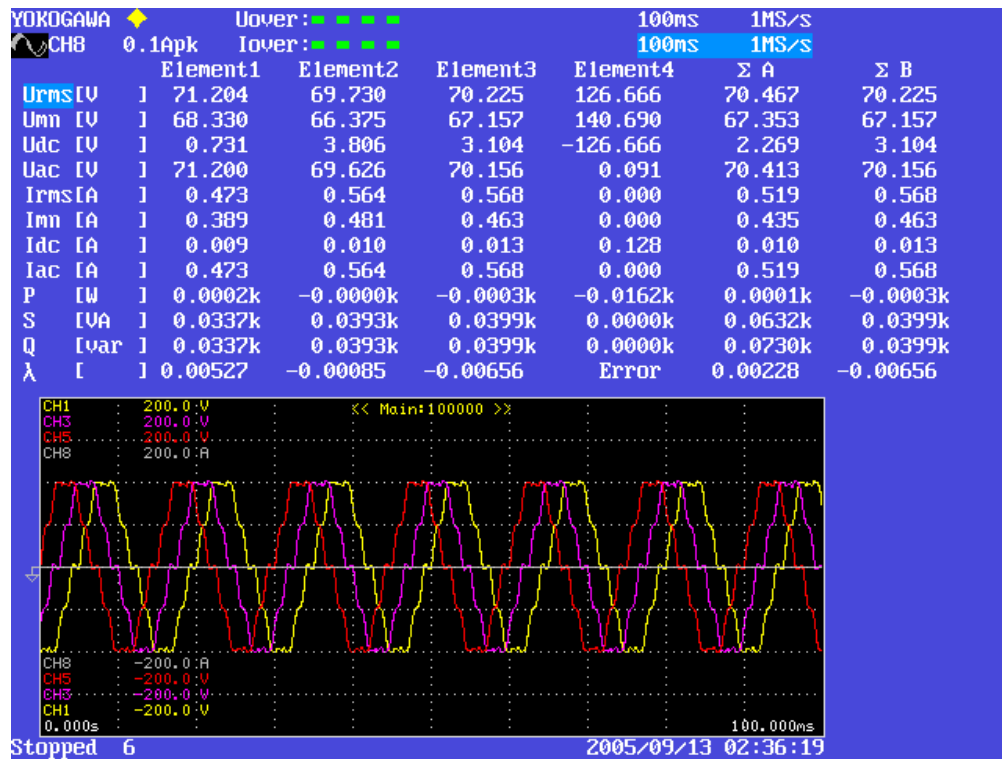 YOKOGAWA Uover: 100ms 1MS/s
CH8 0.1Apk Iover: 100ms 1MS/s
Element1 Element2 Element3 Element4 Σ A Σ B
Urms[V ] 71.204 69.730 70.225 126.666 70.467 70.225
Umn [V ] 68.330 66.375 67.157 140.690 67.353 67.157
Udc [V ] 0.731 3.806 3.104 -126.666 2.269 3.104
Uac [V ] 71.200 69.626 70.156 0.091 70.413 70.156
Irms[A ] 0.473 0.564 0.568 0.000 0.519 0.568
Imn [A ] 0.389 0.481 0.463 0.000 0.435 0.463
Idc [A ] 0.009 0.010 0.013 0.128 0.010 0.013
Iac [A ] 0.473 0.564 0.568 0.000 0.519 0.568
P [W ] 0.0002k -0.0000k -0.0003k -0.0162k 0.0001k -0.0003k
S [VA ] 0.0337k 0.0393k 0.0399k 0.0000k 0.0632k 0.0399k
Q [var ] 0.0337k 0.0393k 0.0399k 0.0000k 0.0730k 0.0399k
λ [ ] 0.00527 -0.00085 -0.00656 Error 0.00228 -0.00656
CH1 200.0 V << Main:100000 >>
CH3 200.0 V
CH5 200.0 V
CH8 200.0 A
CH8 -200.0 A
CH5 -200.0 V
CH3 -200.0 V
CH1 -200.0 V
0.000s 100.000ms
Stopped 6 2005/09/13 02:36:19